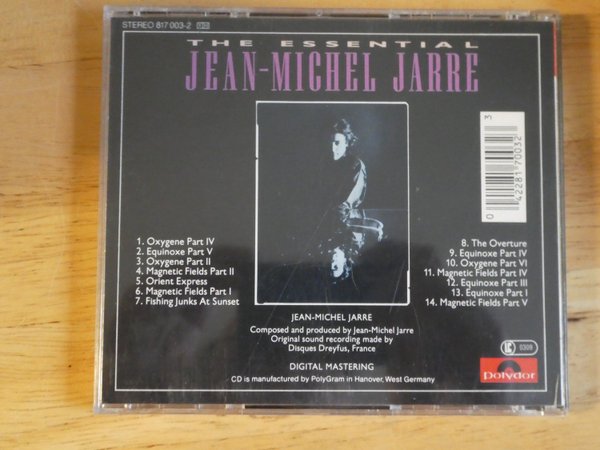 STEREO 817 003-2
THE ESSENTIAL
JEAN-MICHEL JARRE
1. Oxygene Part IV
2. Equinoxe Part V
3. Oxygene Part II
4. Magnetic Fields Part II
5. Orient Express
6. Magnetic Fields Part I
7. Fishing Junks At Sunset
8. The Overture
9. Equinoxe Part IV
10. Oxygene Part VI
11. Magnetic Fields Part IV
12. Equinoxe Part III
13. Equinoxe Part I
14. Magnetic Fields Part V
0 42281 70032 3
JEAN-MICHEL JARRE
Composed and produced by Jean-Michel Jarre
Original sound recording made by
Disques Dreyfus, France
DIGITAL MASTERING
CD is manufactured by PolyGram in Hanover, West Germany
LC 0309
Polydor